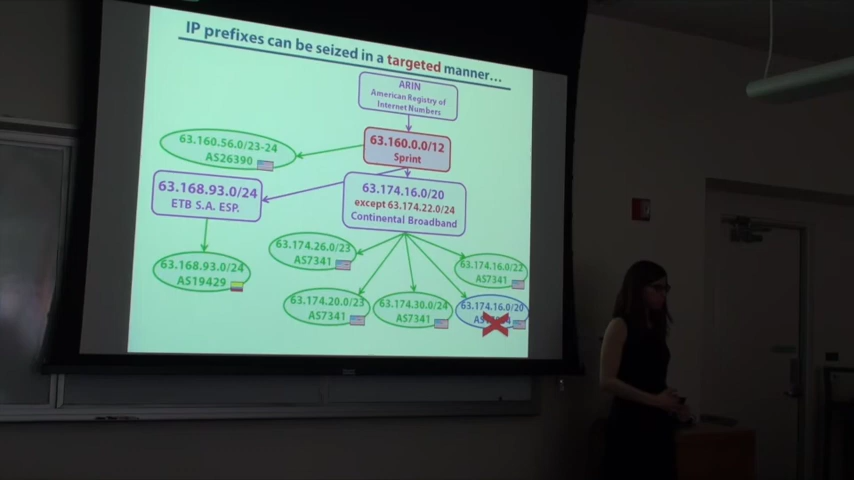 IP prefixes can be seized in a targeted manner...
ARIN
American Registry of
Internet Numbers
63.160.0.0/12
Sprint
63.160.56.0/23-24
AS26390
63.168.93.0/24
ETB S.A. ESP.
63.174.16.0/20
except 63.174.22.0/24
Continental Broadband
63.168.93.0/24
AS19429
63.174.26.0/23
AS7341
63.174.16.0/22
AS7341
63.174.20.0/23
AS7341
63.174.30.0/24
AS7341
63.174.16.0/20